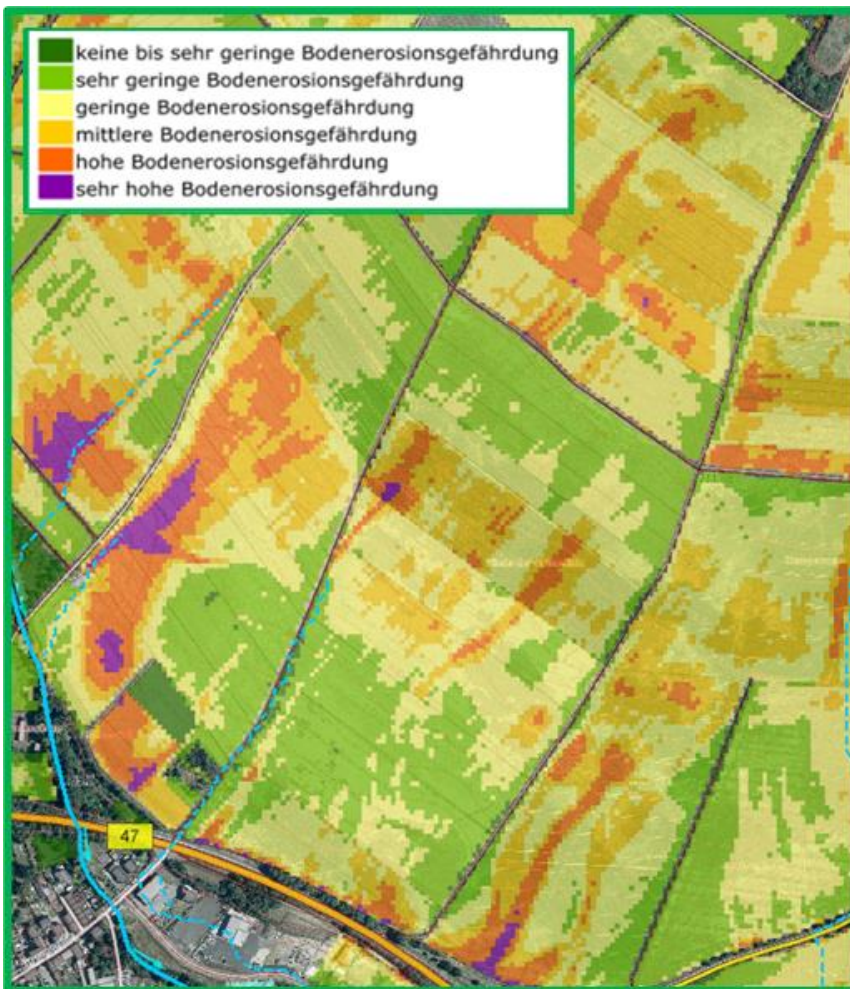 keine bis sehr geringe Bodenerosionsgefährdung
sehr geringe Bodenerosionsgefährdung
geringe Bodenerosionsgefährdung
mittlere Bodenerosionsgefährdung
hohe Bodenerosionsgefährdung
sehr hohe Bodenerosionsgefährdung
47